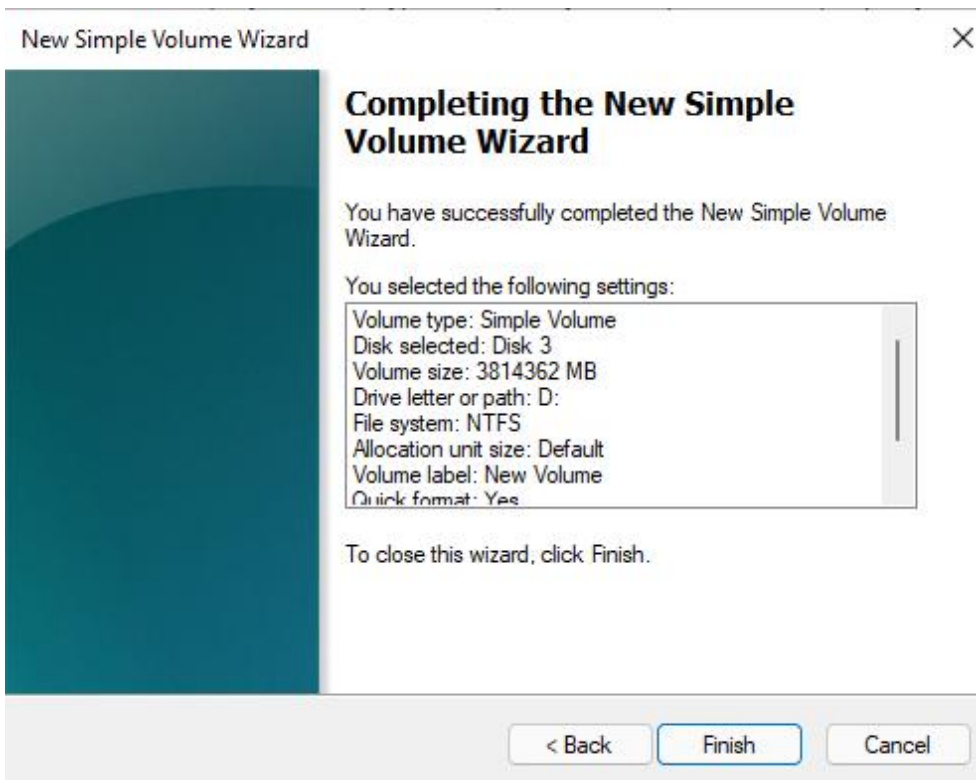 New Simple Volume Wizard
Completing the New Simple
Volume Wizard
You have successfully completed the New Simple Volume
Wizard.
You selected the following settings:
Volume type: Simple Volume
Disk selected: Disk 3
Volume size: 3814362 MB
Drive letter or path: D:
File system: NTFS
Allocation unit size: Default
Volume label: New Volume
Quick format: Yes
To close this wizard, click Finish.
< Back
Finish
Cancel